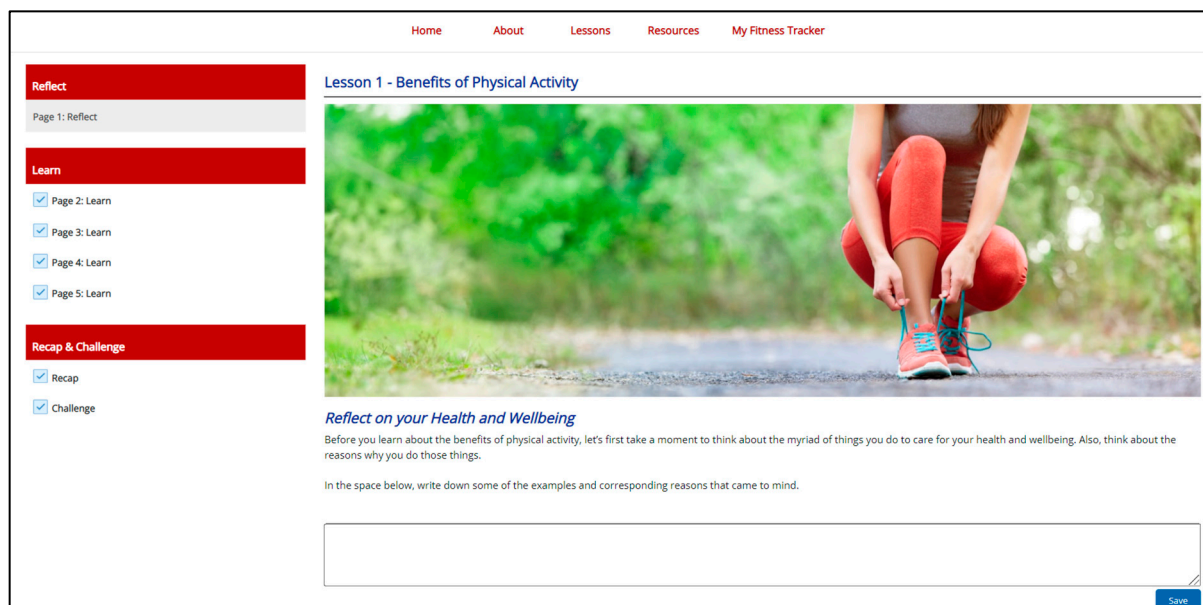 Home About Lessons Resources My Fitness Tracker
Reflect
Page 1: Reflect
Learn
Page 2: Learn
Page 3: Learn
Page 4: Learn
Page 5: Learn
Recap & Challenge
Recap
Challenge
Lesson 1 - Benefits of Physical Activity
Reflect on your Health and Wellbeing
Before you learn about the benefits of physical activity, let's first take a moment to think about the myriad of things you do to care for your health and wellbeing. Also, think about the
reasons why you do those things.
In the space below, write down some of the examples and corresponding reasons that came to mind.
Save